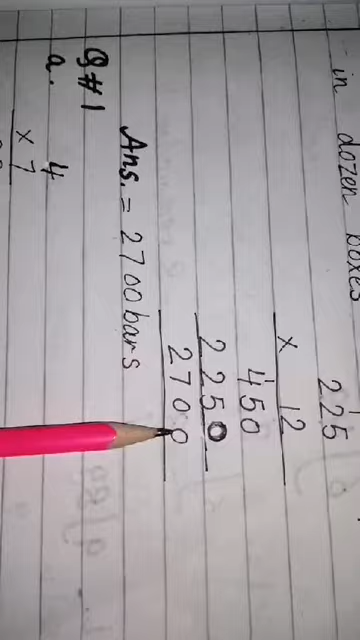 in dozen boxes
225
× 12
450
2250
2700
Ans. = 2700 bars
Q#1
a. 4
× 7